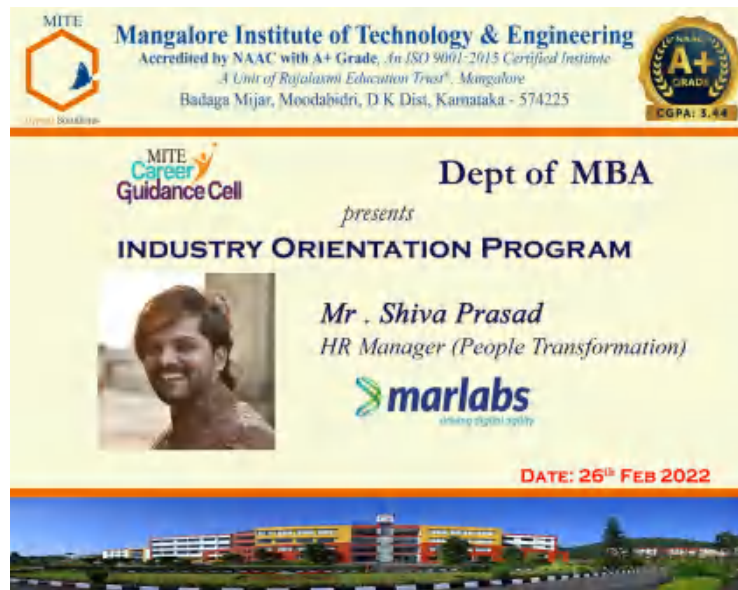 MITE
Mangalore Institute of Technology & Engineering
Accredited by NAAC with A+ Grade, An ISO 9001-2015 Certified Institute
A Unit of Rajalaxmi Education Trust®, Mangalore
Badaga Mijar, Moodabidri, D K Dist, Karnataka - 574225
Solutions
NAAC
A+
GRADE
CGPA: 3.44
MITE
Career
Guidance Cell
Dept of MBA
presents
INDUSTRY ORIENTATION PROGRAM
Mr . Shiva Prasad
HR Manager (People Transformation)
marlabs
driving digital agility
DATE: 26th FEB 2022